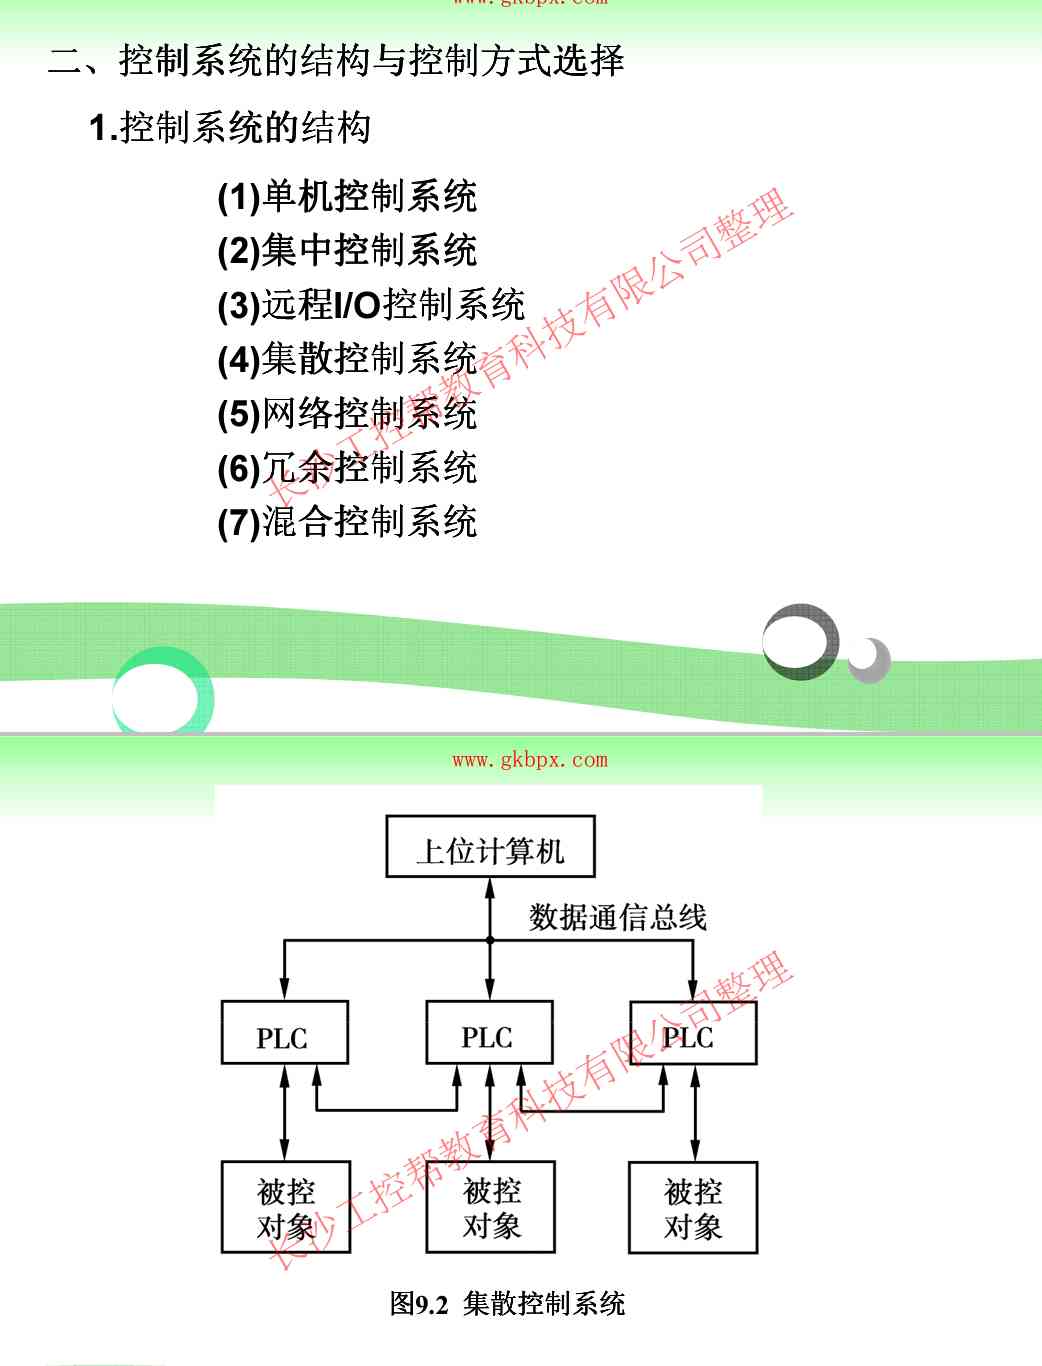 www.gkbpx.com
二、控制系统的结构与控制方式选择
1.控制系统的结构
(1)单机控制系统
(2)集中控制系统
(3)远程I/O控制系统
(4)集散控制系统
(5)网络控制系统
(6)冗余控制系统
(7)混合控制系统
长沙工控帮教育科技有限公司整理
www.gkbpx.com
上位计算机
数据通信总线
PLC PLC PLC
被控 被控 被控
对象 对象 对象
长沙工控帮教育科技有限公司整理
图9.2 集散控制系统